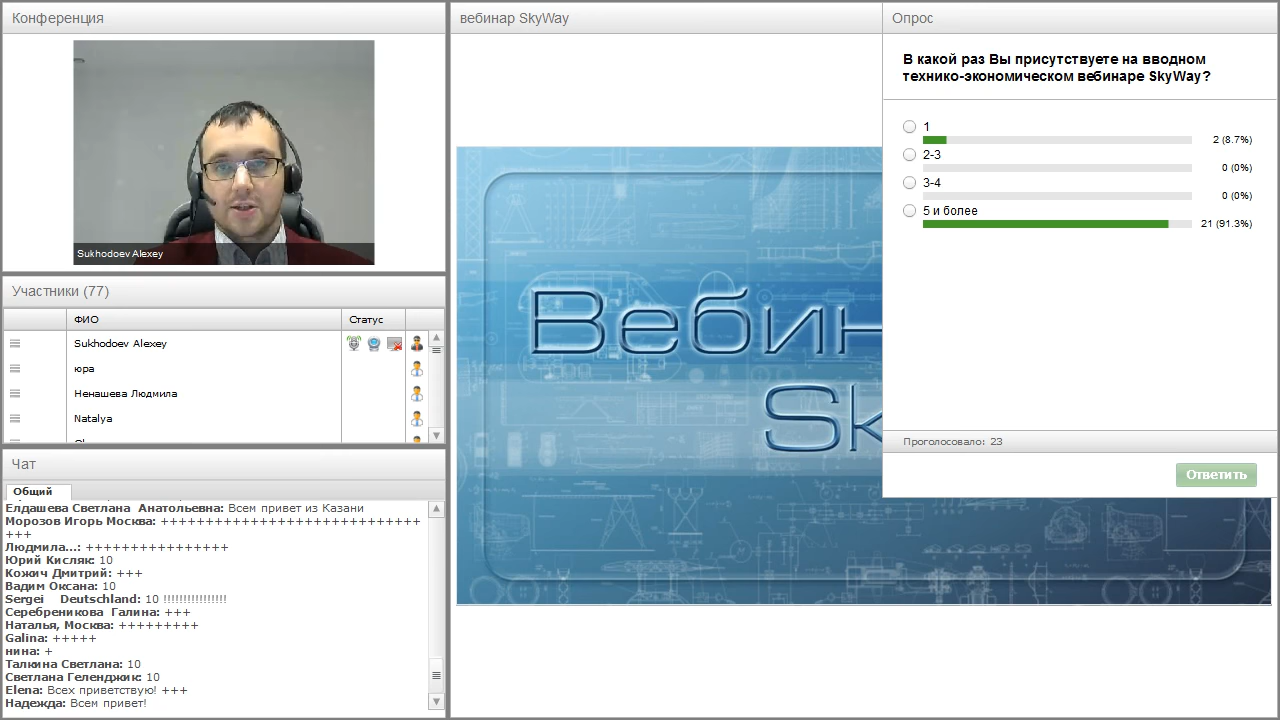 Конференция
Sukhodoev Alexey
Участники (77)
ФИО Статус
Sukhodoev Alexey
юра
Ненашева Людмила
Natalya
Чат
Общий
Елдашева Светлана Анатольевна: Всем привет из Казани
Морозов Игорь Москва: +++++++++++++++++++++++++++++
+++
Людмила...: ++++++++++++++++
Юрий Кисляк: 10
Кожич Дмитрий: +++
Вадим Оксана: 10
Sergei Deutschland: 10 !!!!!!!!!!!!!!!!
Серебреникова Галина: +++
Наталья, Москва: +++++++++
Galina: +++++
нина: +
Талкина Светлана: 10
Светлана Геленджик: 10
Elena: Всех приветствую! +++
Надежда: Всем привет!
вебинар SkyWay
Вебин
Sk
Опрос
В какой раз Вы присутствуете на вводном
технико-экономическом вебинаре SkyWay?
1
2 (8.7%)
2-3
0 (0%)
3-4
0 (0%)
5 и более
21 (91.3%)
Проголосовало: 23
Ответить